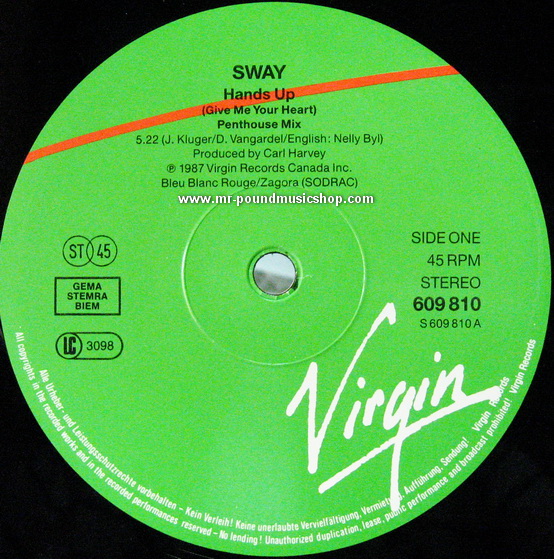 SWAY
Hands Up
(Give Me Your Heart)
Penthouse Mix
5.22 (J. Kluger/D. Vangardel/English: Nelly Byl)
Produced by Carl Harvey
℗ 1987 Virgin Records Canada Inc.
Bleu Blanc Rouge/Zagora (SODRAC)
www.mr-poundmusicshop.com
ST 45
GEMA
STEMRA
BIEM
LC 3098
SIDE ONE
45 RPM
STEREO
609 810
S 609 810 A
Virgin
Alle Urheber- und Leistungsschutzrechte vorbehalten – Kein Verleih! Keine unerlaubte Vervielfältigung, Vermietung, Aufführung, Sendung! Virgin Records
All copyrights in the recorded works and in the recorded performances reserved – No lending! Unauthorized duplication, lease, public performance and broadcast prohibited! Virgin Records